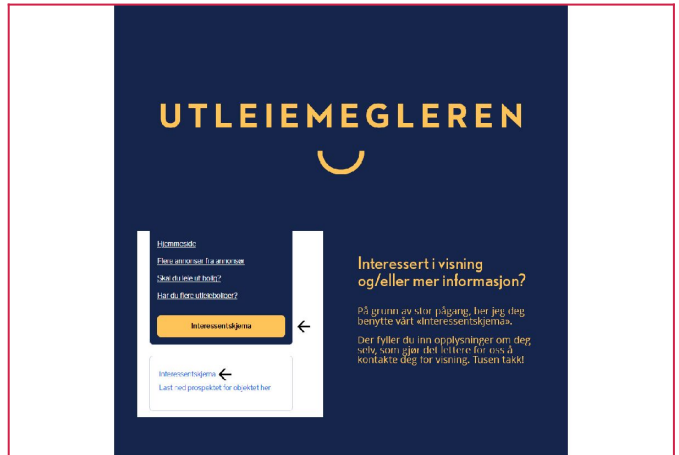 UTLEIEMEGLEREN
Hjemmeside
Flere annonser fra annonsør
Skal du leie ut bolig?
Har du flere utleieboliger?
Interessentskjema
Interessentskjema
Last ned prospektet for objektet her
Interessert i visning
og/eller mer informasjon?
På grunn av stor pågang, ber jeg deg
benytte vårt «Interessentskjema».
Der fyller du inn opplysninger om deg
selv, som gjør det lettere for oss å
kontakte deg for visning. Tusen takk!